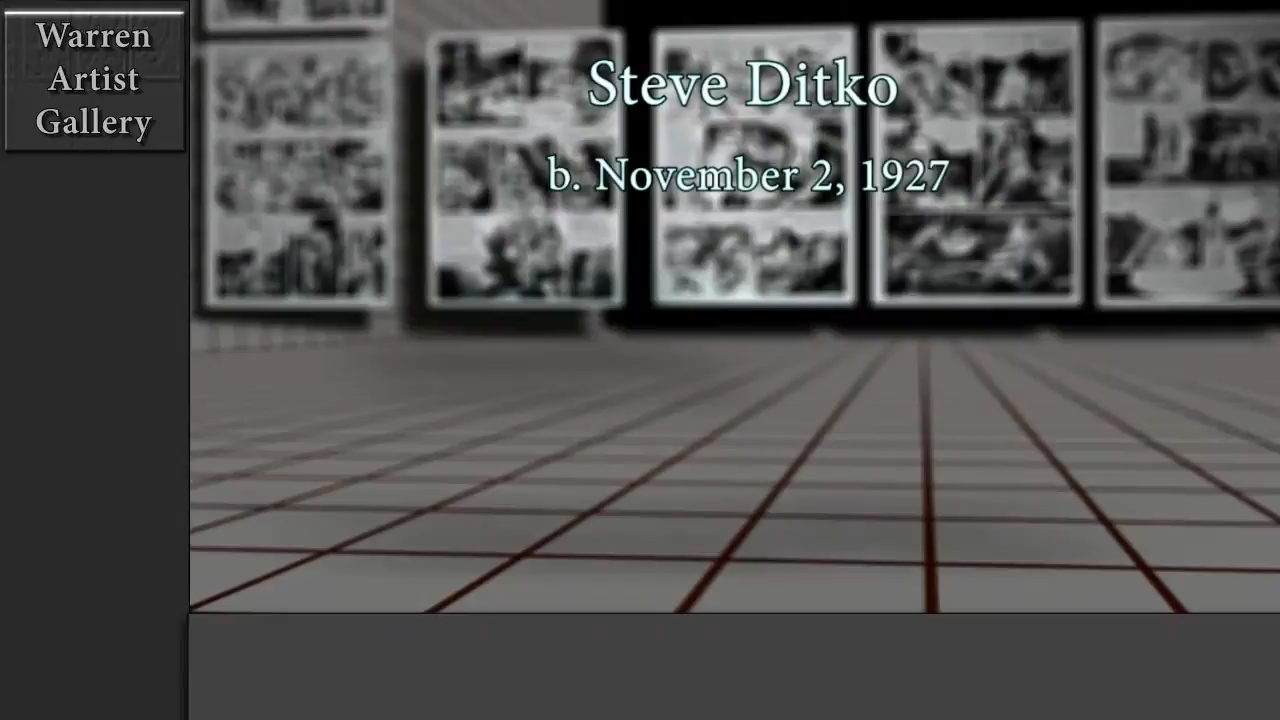 Warren
Artist
Gallery
Steve Ditko
b. November 2, 1927